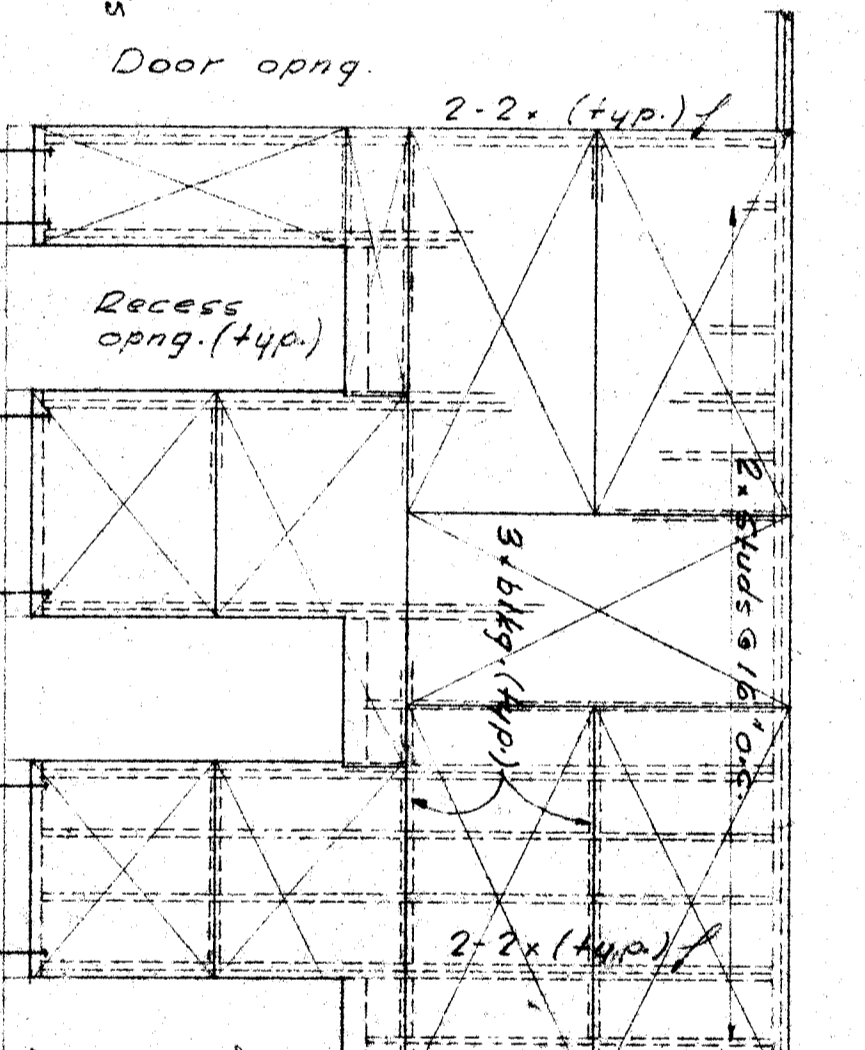 Door opng.
2-2x (typ.)
Recess
opng. (typ.)
2x Studs @ 16" o.c.
3x blkg. (typ.)
2-2x (typ.)